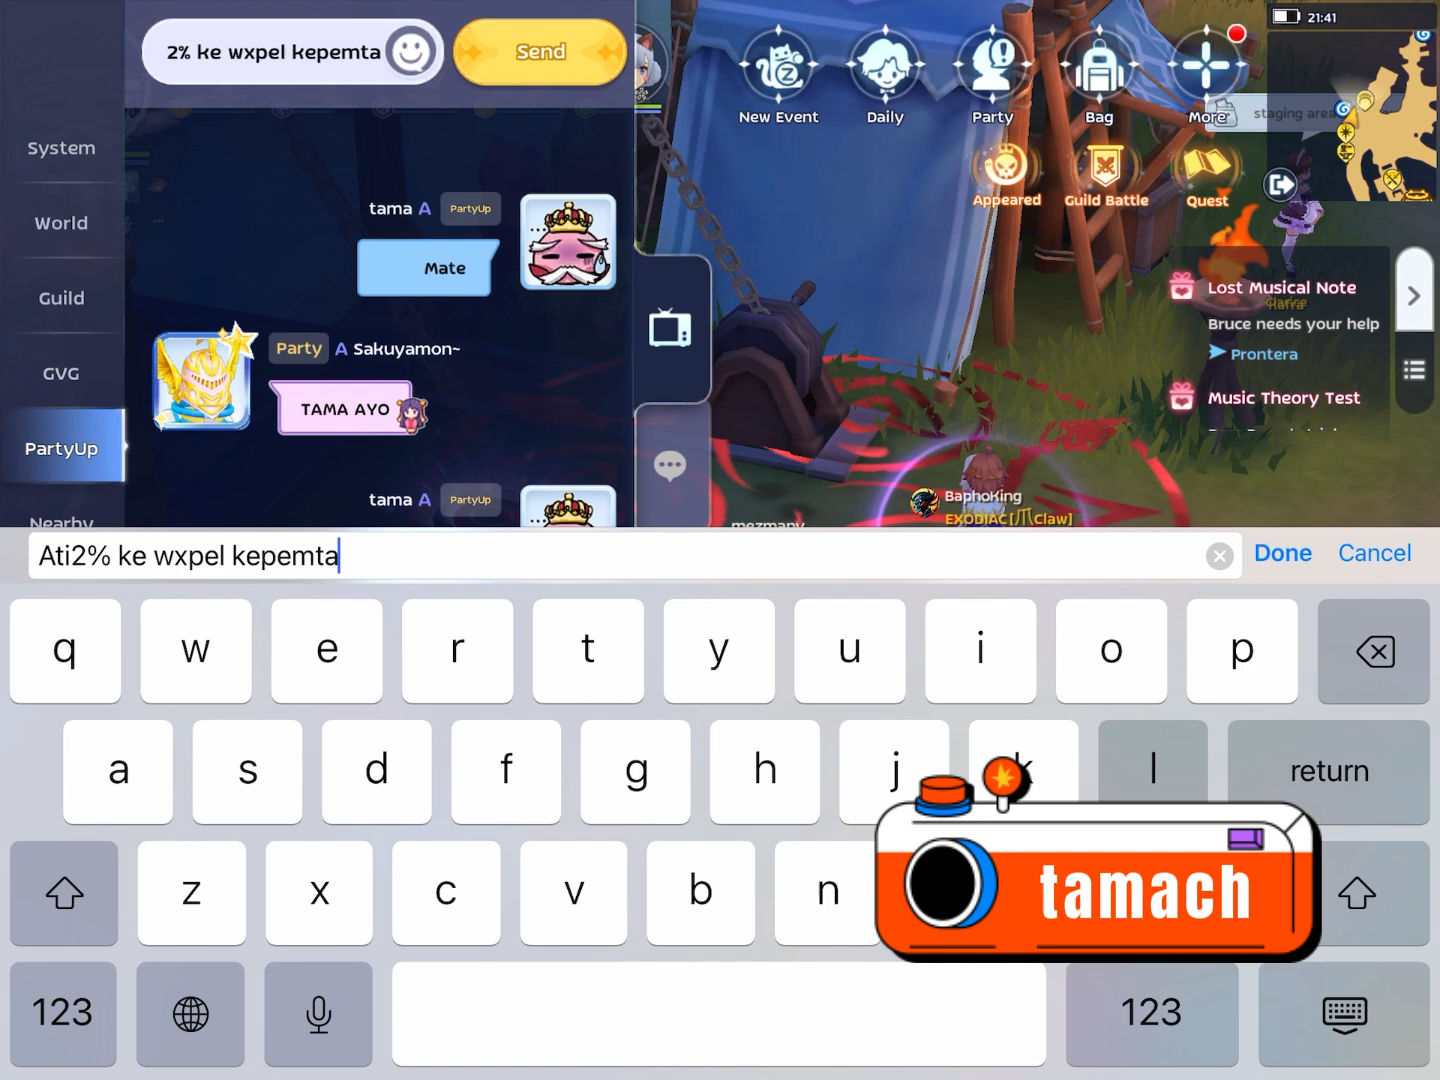 2% ke wxpel kepemta
Send
System
World
Guild
GVG
PartyUp
Nearby
tama A PartyUp
Mate
Party A Sakuyamon~
TAMA AYO
tama A PartyUp
New Event
Daily
Party
Bag
More
21:41
staging area
Appeared
Guild Battle
Quest
Lost Musical Note
Bruce needs your help
Prontera
Music Theory Test
BaphoKing
mezmany
Ati2% ke wxpel kepemta
Done
Cancel
q w e r t y u i o p
a s d f g h j k l return
z x c v b n
123
123
tamach